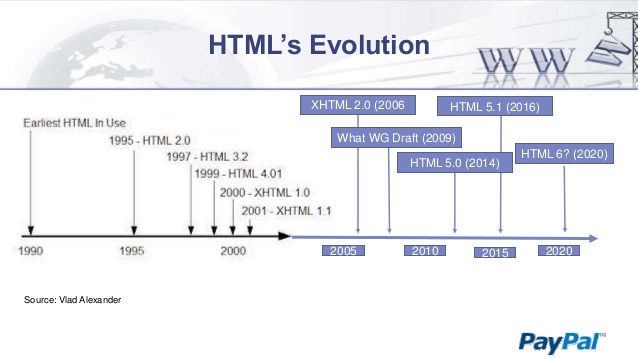 HTML's Evolution
WWW
XHTML 2.0 (2006
HTML 5.1 (2016)
Earliest HTML In Use
1995 - HTML 2.0
What WG Draft (2009)
1997 - HTML 3.2
HTML 5.0 (2014)
HTML 6? (2020)
1999 - HTML 4.01
2000 - XHTML 1.0
2001 - XHTML 1.1
1990
1995
2000
2005
2010
2015
2020
Source: Vlad Alexander
PayPal